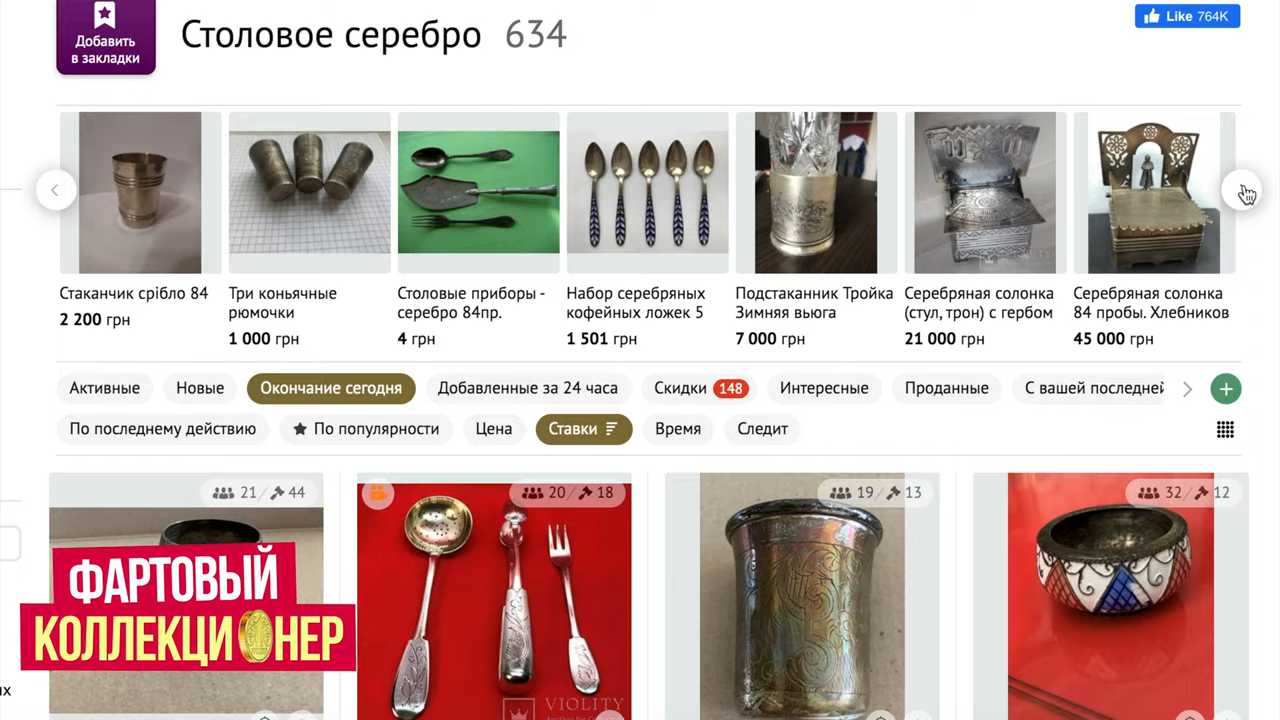 Добавить
в закладки
Столовое серебро 634
Like 764K
Стаканчик срібло 84
2 200 грн
Три коньячные
рюмочки
1 000 грн
Столовые приборы -
серебро 84пр.
4 грн
Набор серебряных
кофейных ложек 5
1 501 грн
Подстаканник Тройка
Зимняя вьюга
7 000 грн
Серебряная солонка
(стул, трон) с гербом
21 000 грн
Серебряная солонка
84 пробы. Хлебников
45 000 грн
Активные
Новые
Окончание сегодня
Добавленные за 24 часа
Скидки 148
Интересные
Проданные
С вашей последней
По последнему действию
По популярности
Цена
Ставки
Время
Следит
21 / 44
20 / 18
19 / 13
32 / 12
ФАРТОВЫЙ
КОЛЛЕКЦИОНЕР
VIOLITY